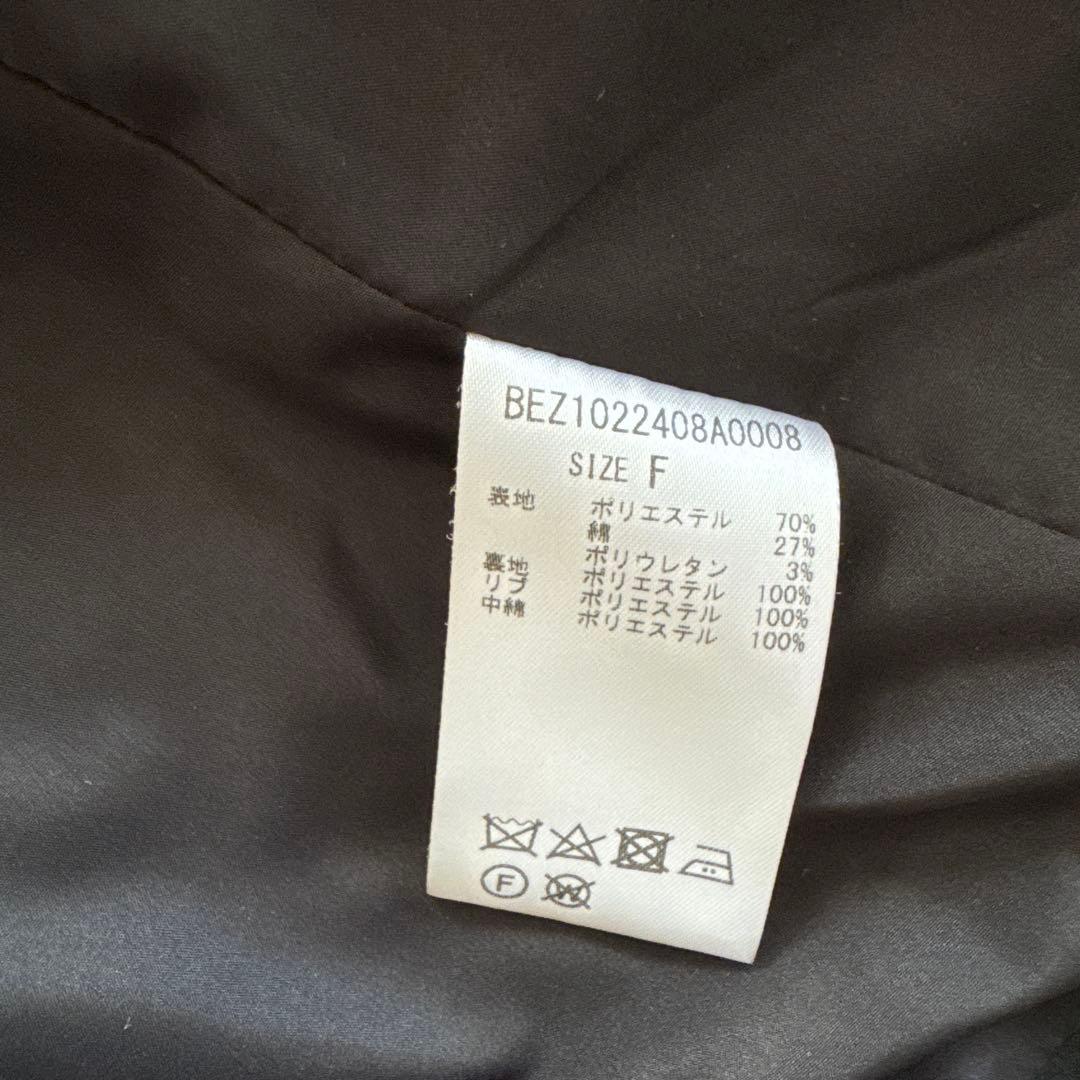 BEZ1022408A0008
SIZE F
表地 ポリエステル 70%
綿 27%
ポリウレタン 3%
裏地 ポリエステル 100%
リブ ポリエステル 100%
中綿 ポリエステル 100%
F W